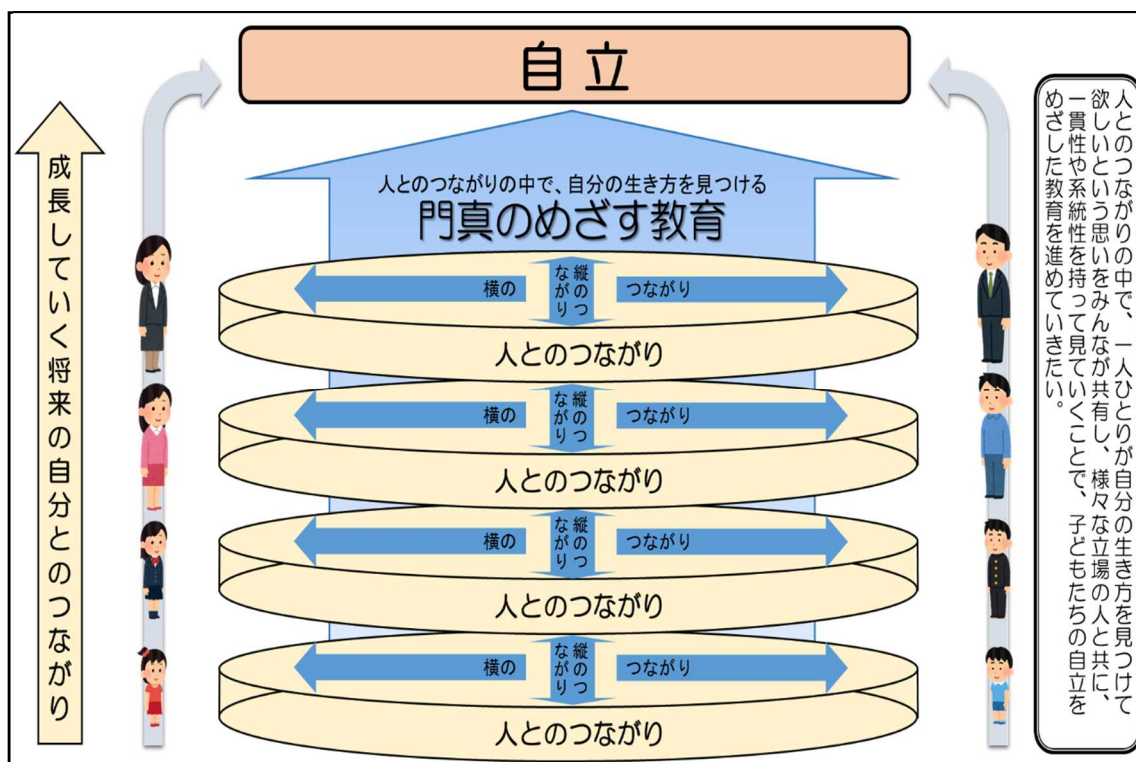 自立
成長していく将来の自分とのつながり
人とのつながりの中で、自分の生き方を見つける
門真のめざす教育
横の
縦のつ
ながり
つながり
人とのつながり
横の
縦のつ
ながり
つながり
人とのつながり
横の
縦のつ
ながり
つながり
人とのつながり
横の
縦のつ
ながり
つながり
人とのつながり
人とのつながりの中で、一人ひとりが自分の生き方を見つけて
欲しいという思いをみんなが共有し、様々な立場の人と共に、
一貫性や系統性を持って見ていくことで、子どもたちの自立を
めざした教育を進めていきたい。